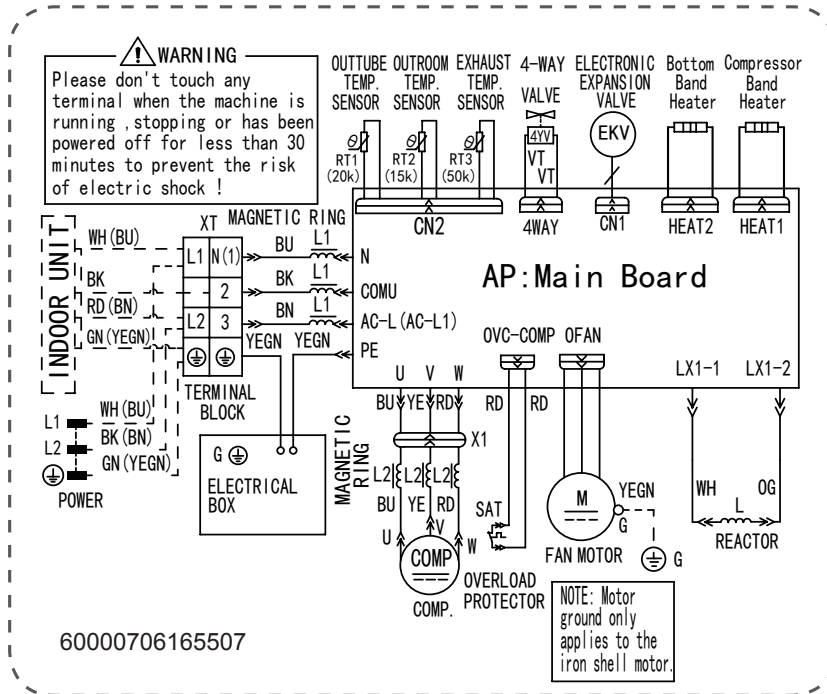 WARNING
Please don't touch any
terminal when the machine is
running ,stopping or has been
powered off for less than 30
minutes to prevent the risk
of electric shock !
OUTTUBE
TEMP.
SENSOR
OUTROOM
TEMP.
SENSOR
EXHAUST
TEMP.
SENSOR
4-WAY
VALVE
ELECTRONIC
EXPANSION
VALVE
Bottom
Band
Heater
Compressor
Band
Heater
θ
RT1
(20k)
θ
RT2
(15k)
θ
RT3
(50k)
4YV
VT
VT
EKV
CN2
4WAY
CN1
HEAT2
HEAT1
AP:Main Board
INDOOR UNIT
WH(BU)
BK
RD(BN)
GN(YEGN)
XT
L1 N(1)
2
L2 3
TERMINAL
BLOCK
MAGNETIC RING
BU L1 N
BK L1 COMU
BN L1 AC-L(AC-L1)
YEGN YEGN PE
L1 WH(BU)
L2 BK(BN)
GN(YEGN)
POWER
G
ELECTRICAL
BOX
MAGNETIC
RING
U V W
BU YE RD
X1
L2 L2 L2
BU YE RD
U V W
COMP
COMP.
OVC-COMP
RD RD
SAT
OVERLOAD
PROTECTOR
OFAN
M
YEGN
G
G
FAN MOTOR
NOTE: Motor
ground only
applies to the
iron shell motor.
LX1-1 LX1-2
WH OG
L
REACTOR
60000706165507